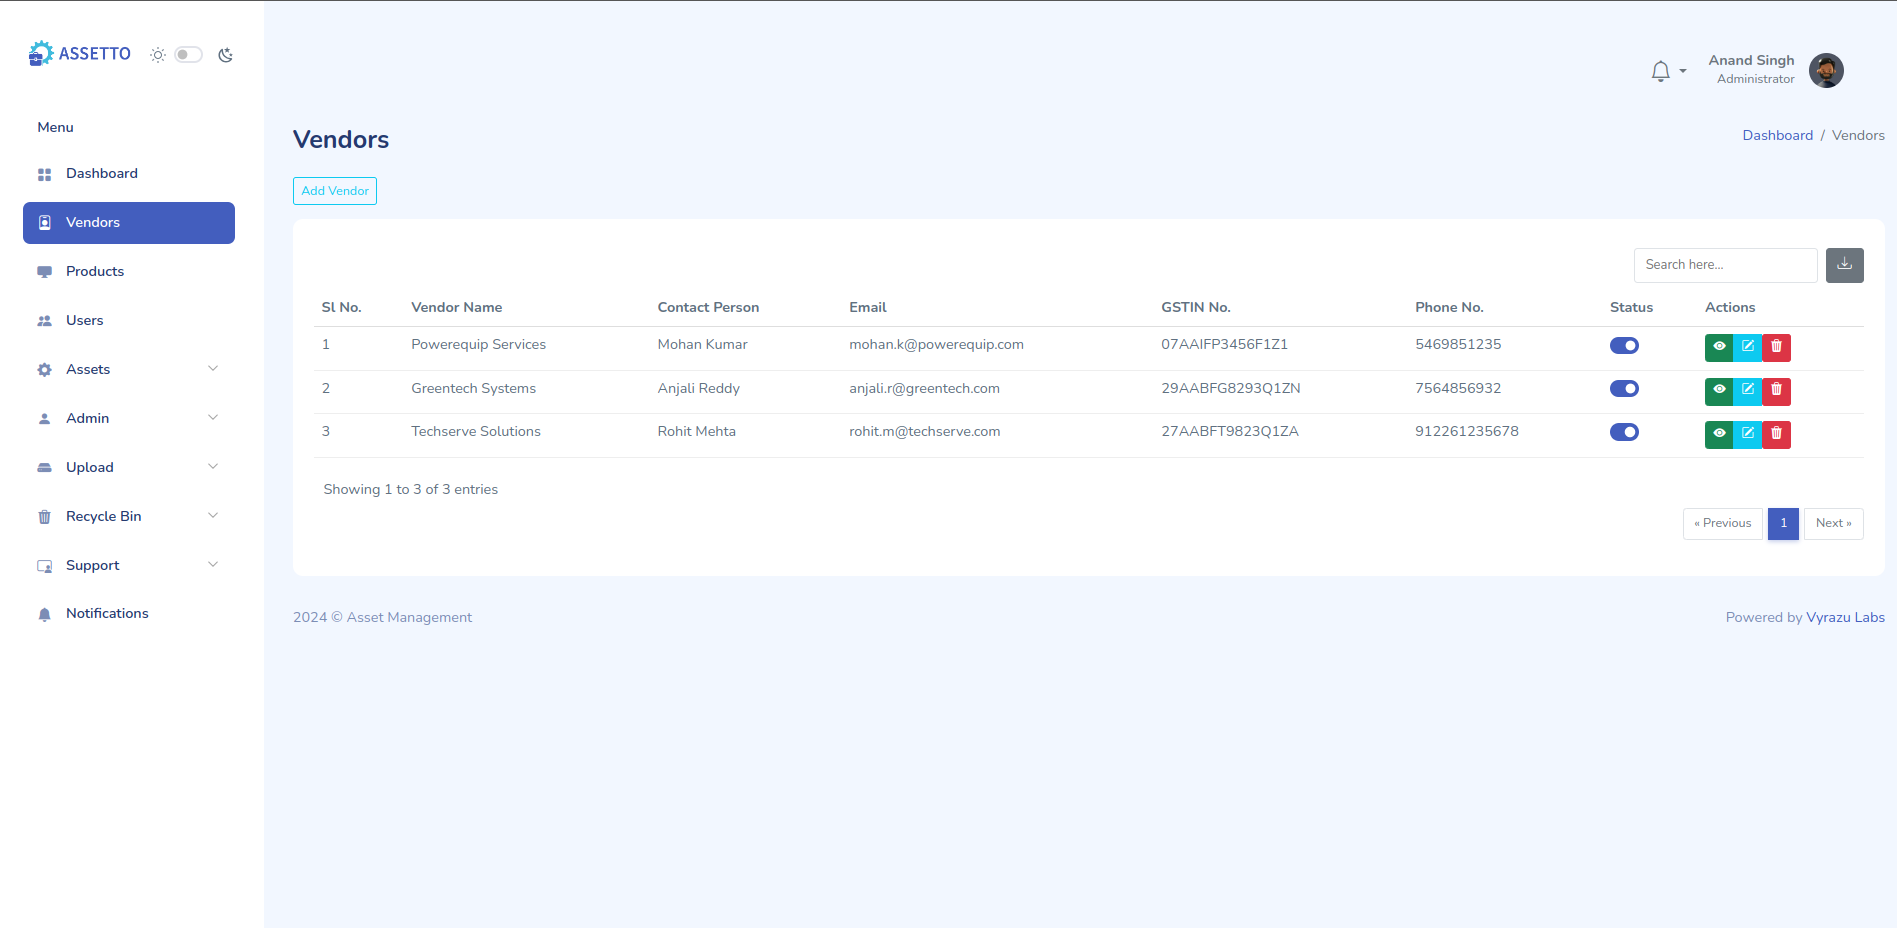 ASSETTO
Anand Singh
Administrator
Menu
Dashboard
Vendors
Products
Users
Assets
Admin
Upload
Recycle Bin
Support
Notifications
Vendors
Dashboard / Vendors
Add Vendor
Search here...
Sl No. Vendor Name Contact Person Email GSTIN No. Phone No. Status Actions
1 Powerequip Services Mohan Kumar mohan.k@powerequip.com 07AAIFP3456F1Z1 5469851235
2 Greentech Systems Anjali Reddy anjali.r@greentech.com 29AABFG8293Q1ZN 7564856932
3 Techserve Solutions Rohit Mehta rohit.m@techserve.com 27AABFT9823Q1ZA 912261235678
Showing 1 to 3 of 3 entries
« Previous 1 Next »
2024 © Asset Management
Powered by Vyrazu Labs